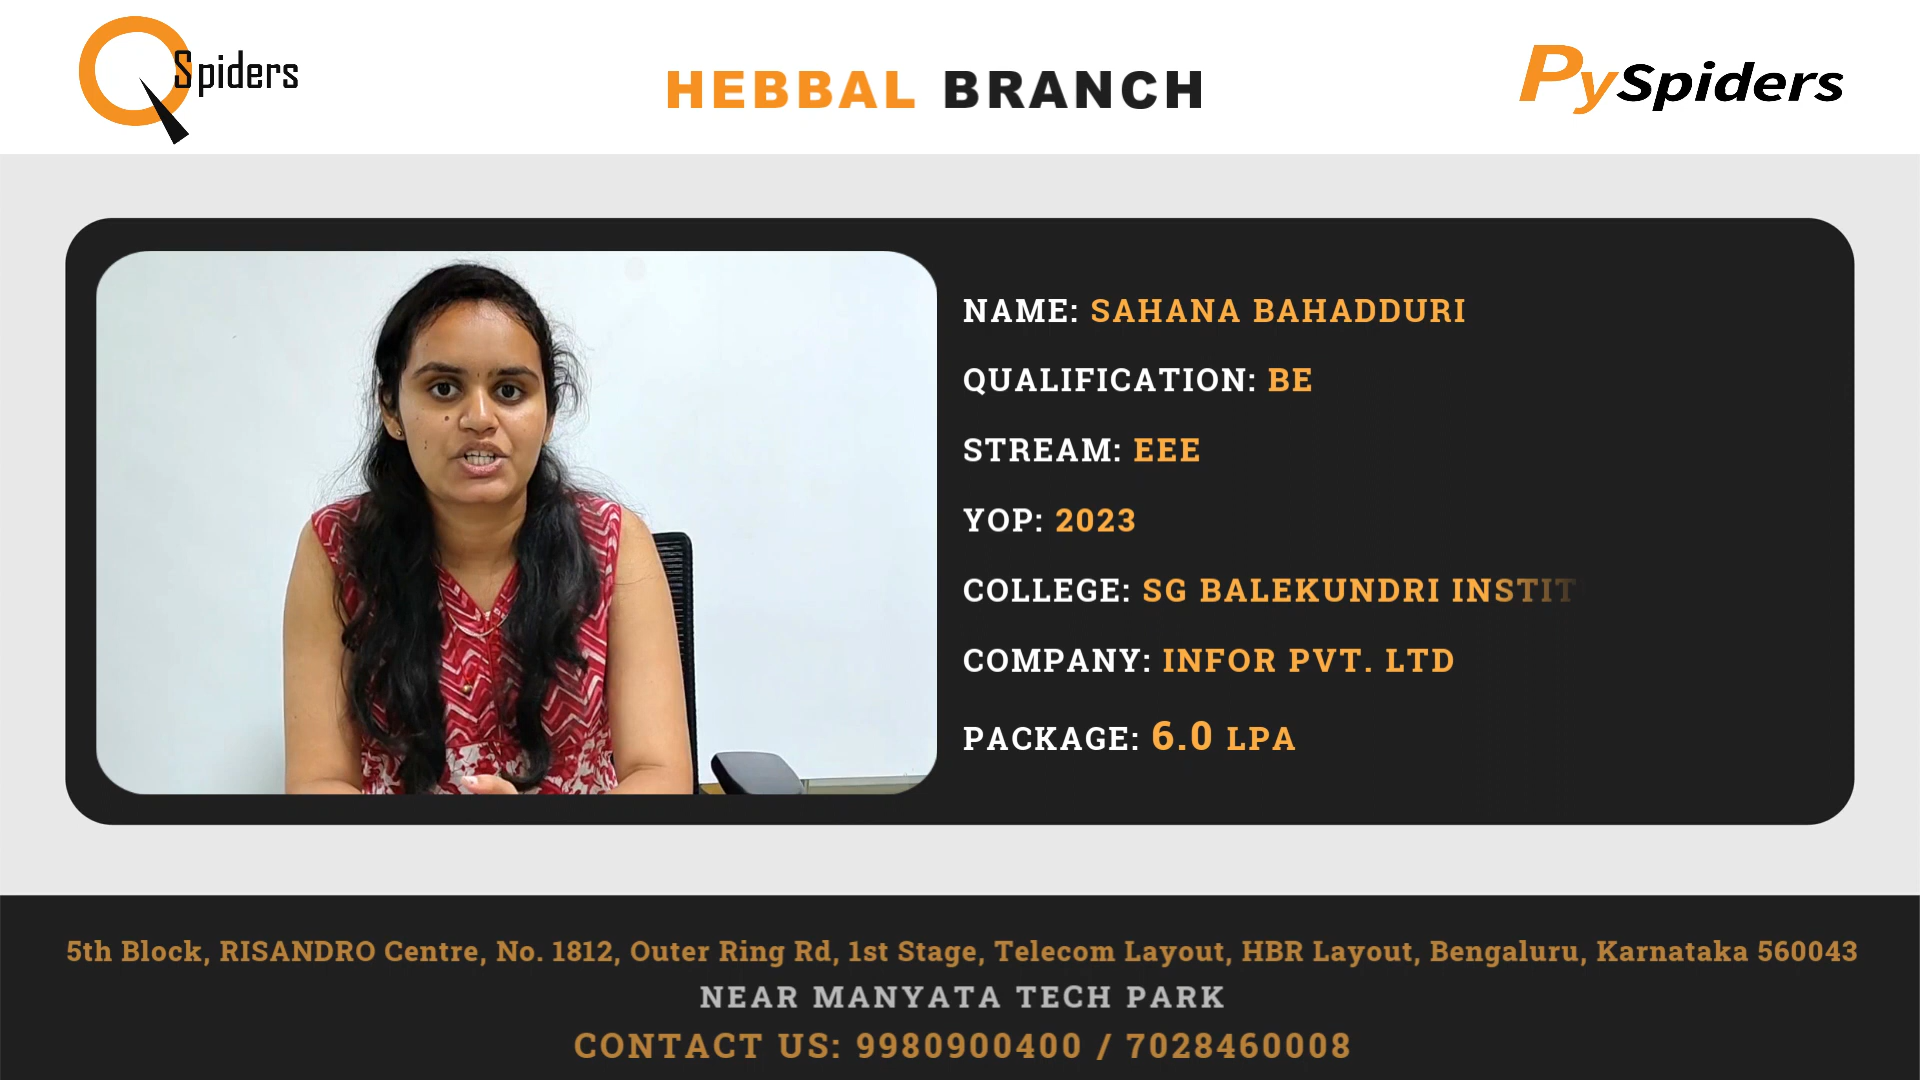 QSpiders
HEBBAL BRANCH
PySpiders
NAME: SAHANA BAHADDURI
QUALIFICATION: BE
STREAM: EEE
YOP: 2023
COLLEGE: SG BALEKUNDRI INSTIT
COMPANY: INFOR PVT. LTD
PACKAGE: 6.0 LPA
5th Block, RISANDRO Centre, No. 1812, Outer Ring Rd, 1st Stage, Telecom Layout, HBR Layout, Bengaluru, Karnataka 560043
NEAR MANYATA TECH PARK
CONTACT US: 9980900400 / 7028460008